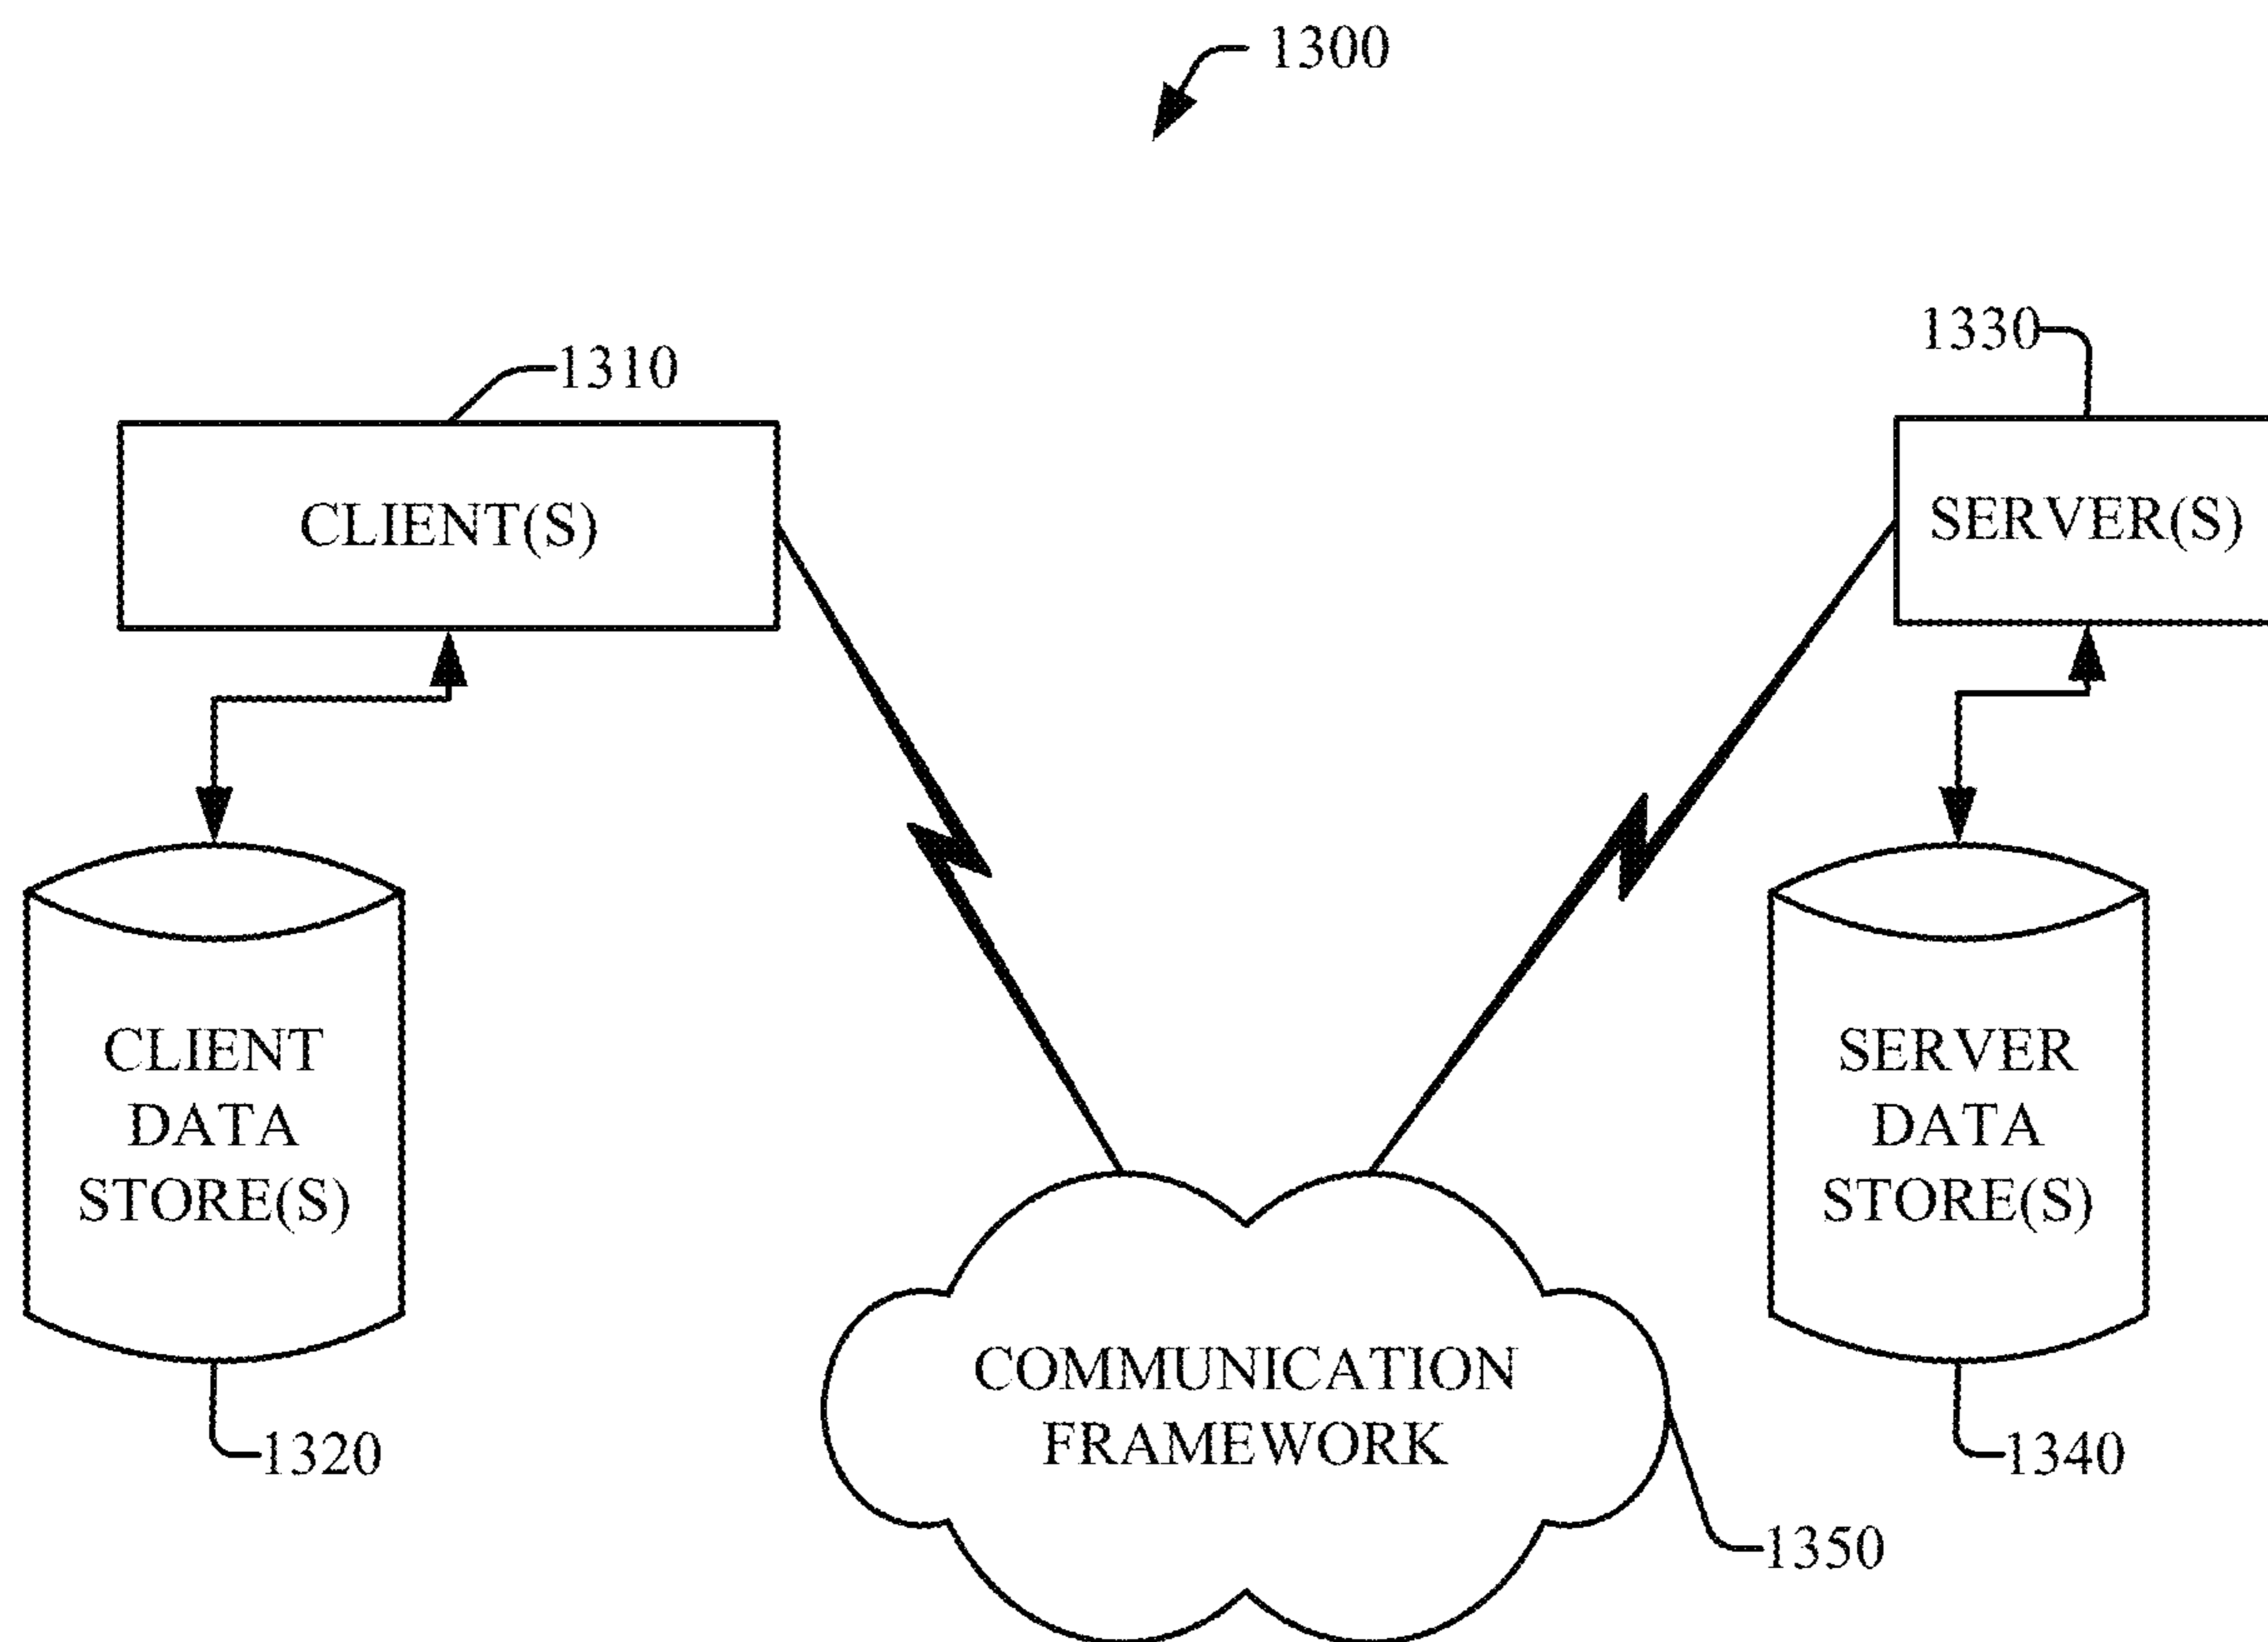 1300
1310
1330
CLIENT(S)
SERVER(S)
CLIENT
DATA
STORE(S)
SERVER
DATA
STORE(S)
COMMUNICATION
FRAMEWORK
1320
1340
1350